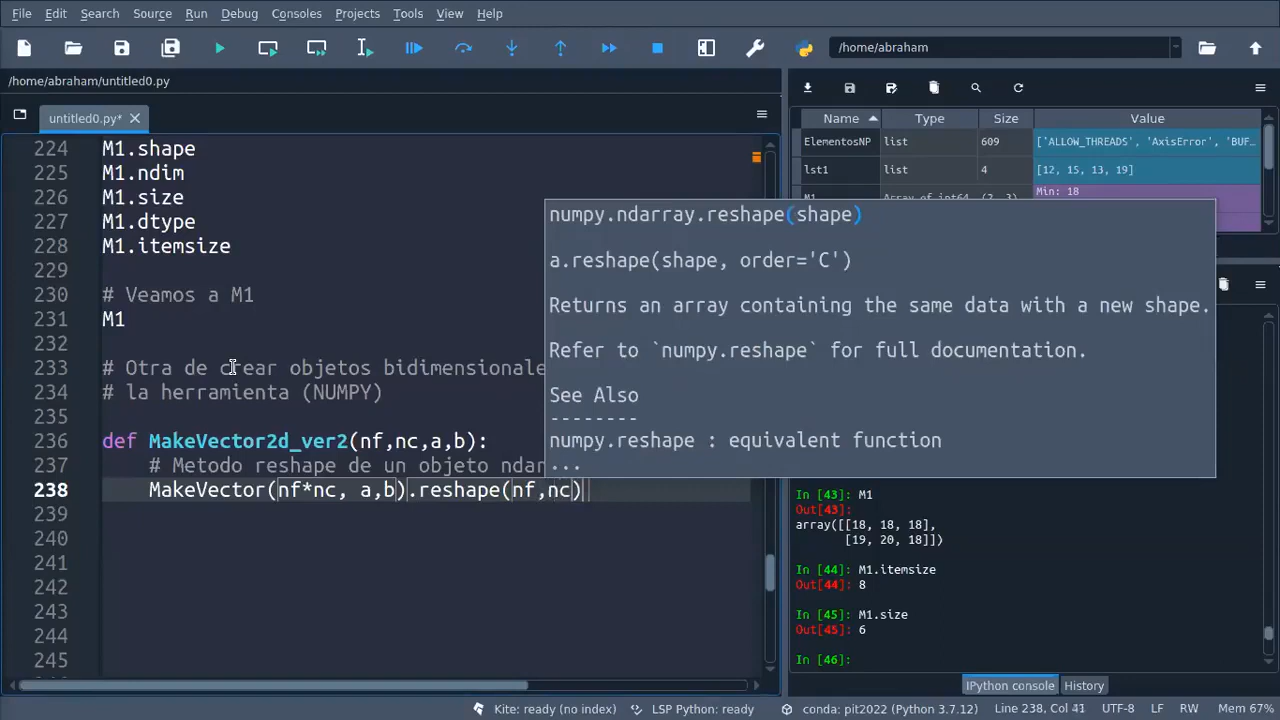 File Edit Search Source Run Debug Consoles Projects Tools View Help
/home/abraham
/home/abraham/untitled0.py
untitled0.py*
224 M1.shape
225 M1.ndim
226 M1.size
227 M1.dtype
228 M1.itemsize
229
230 # Veamos a M1
231 M1
232
233 # Otra de crear objetos bidimensionale
234 # la herramienta (NUMPY)
235
236 def MakeVector2d_ver2(nf,nc,a,b):
237 # Metodo reshape de un objeto ndar
238 MakeVector(nf*nc, a,b).reshape(nf,nc)
239
240
241
242
243
244
245
numpy.ndarray.reshape(shape)
a.reshape(shape, order='C')
Returns an array containing the same data with a new shape.
Refer to `numpy.reshape` for full documentation.
See Also
--------
numpy.reshape : equivalent function
...
Name Type Size Value
ElementosNP list 609 ['ALLOW_THREADS', 'AxisError', 'BUF…
lst1 list 4 [12, 15, 13, 19]
M1 Array of int64 (2, 3) Min: 18
In [43]: M1
Out[43]:
array([[18, 18, 18],
[19, 20, 18]])
In [44]: M1.itemsize
Out[44]: 8
In [45]: M1.size
Out[45]: 6
In [46]:
IPython console History
Kite: ready (no index) LSP Python: ready conda: pit2022 (Python 3.7.12) Line 238, Col 41 UTF-8 LF RW Mem 67%